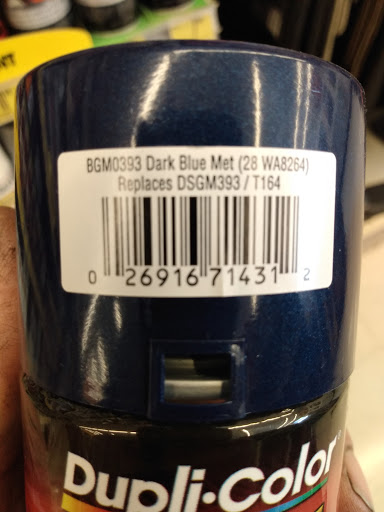 BGM0393 Dark Blue Met (28 WA8264)
Replaces DSGM393 / T164
0 26916 71431 2
Dupli-Color®